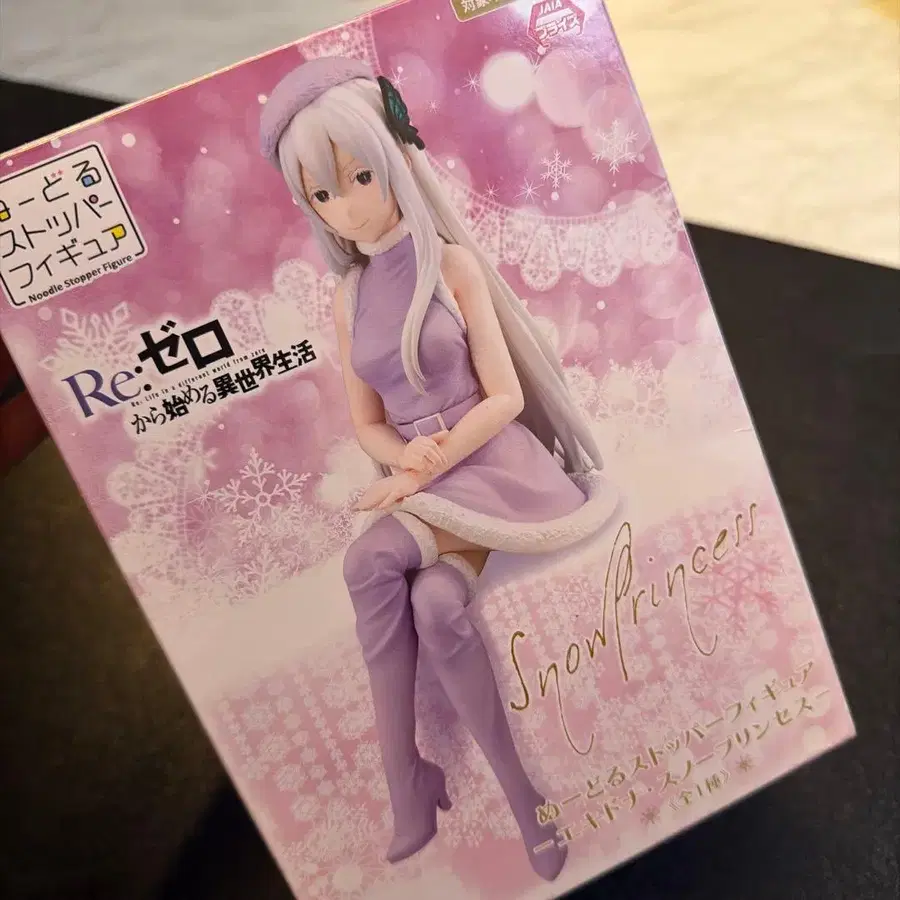 対象
JAIA
プライズ
ぬーどる
ストッパー
フィギュア
Noodle Stopper Figure
Re:ゼロ
Re: Life in a different world from zero
から始める異世界生活
SnowPrincess
ぬーどるストッパーフィギュア
ーエキドナ・スノープリンセスー
〈全1種〉